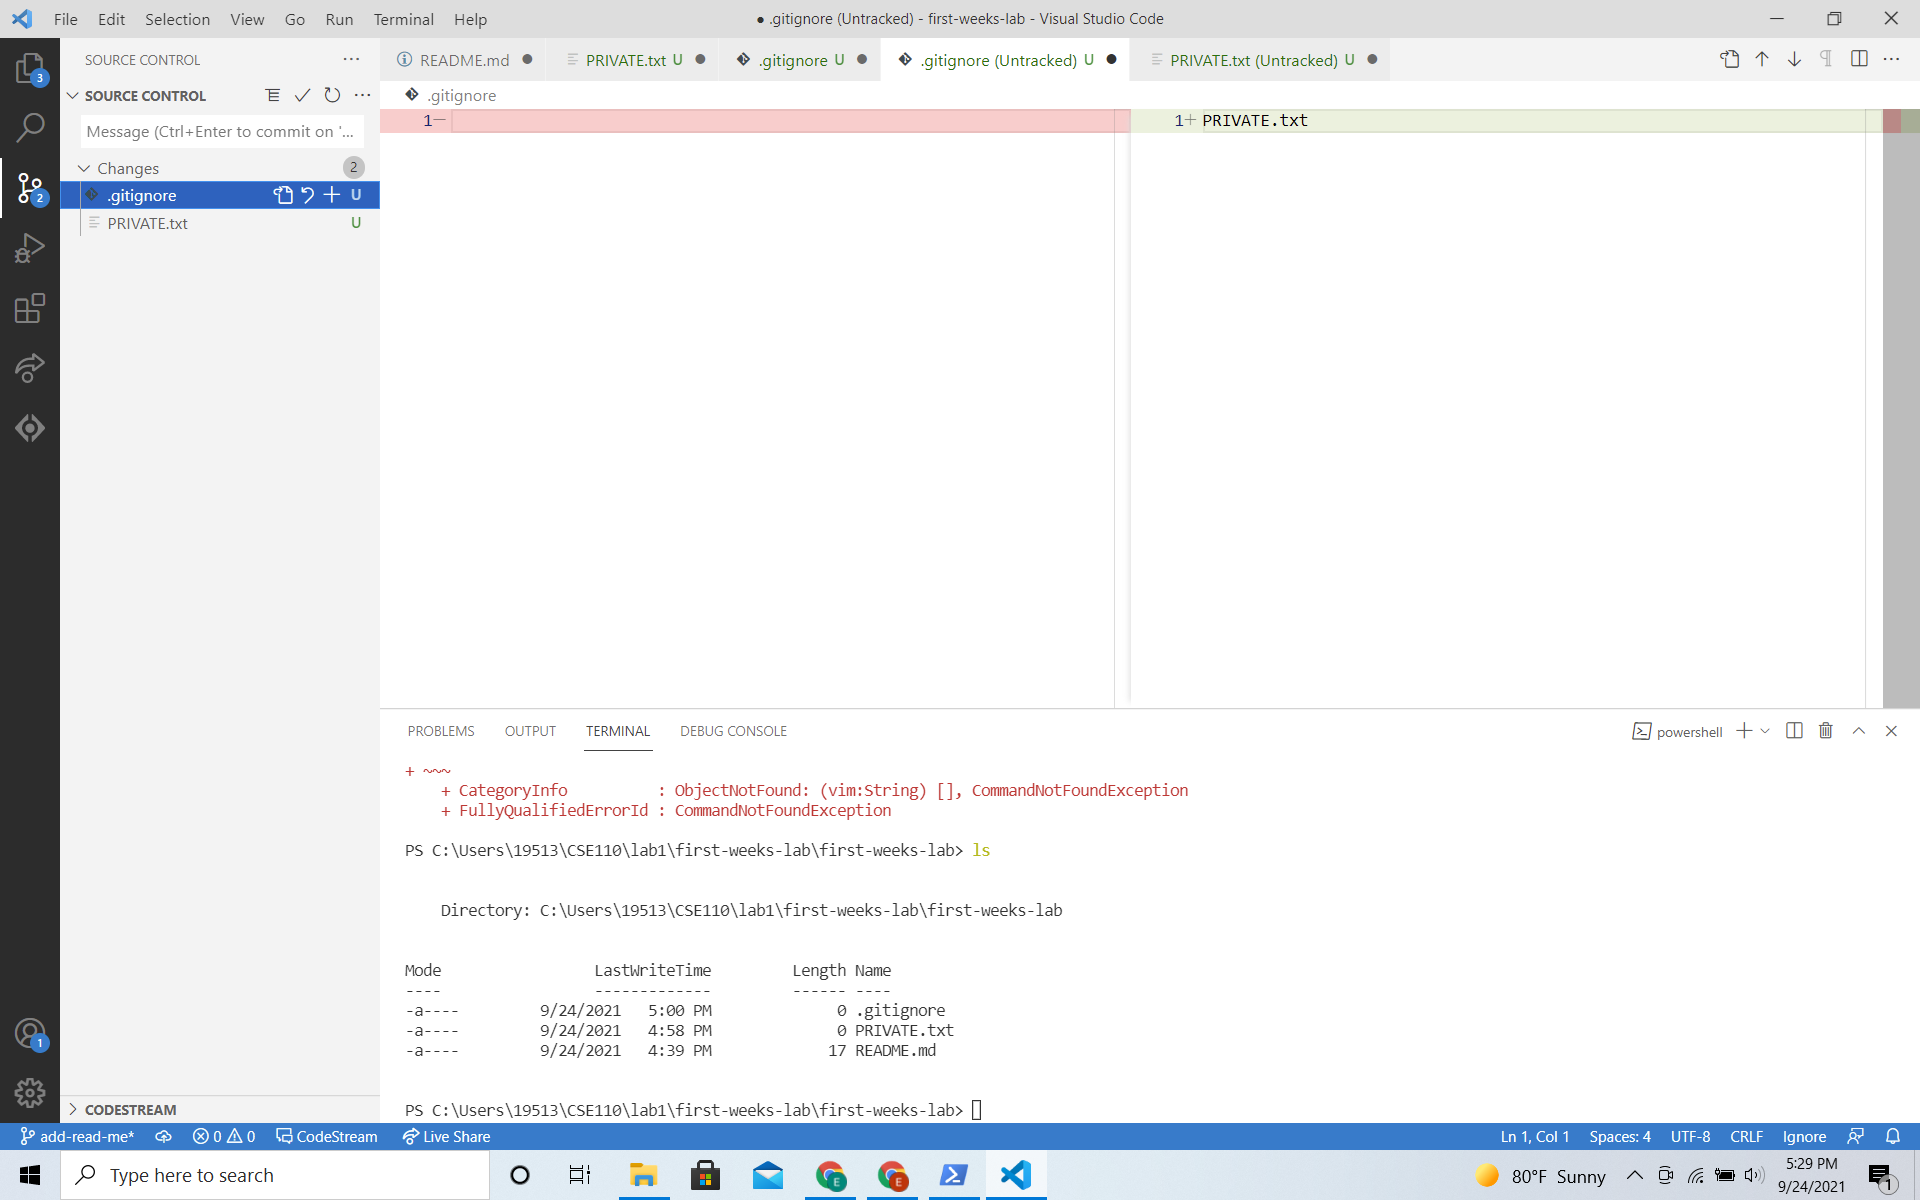 File Edit Selection View Go Run Terminal Help
● .gitignore (Untracked) - first-weeks-lab - Visual Studio Code
SOURCE CONTROL
README.md
PRIVATE.txt U
.gitignore U
.gitignore (Untracked) U
PRIVATE.txt (Untracked) U
3
SOURCE CONTROL
.gitignore
Message (Ctrl+Enter to commit on '...
1
1 PRIVATE.txt
Changes 2
.gitignore U
2
PRIVATE.txt U
PROBLEMS OUTPUT TERMINAL DEBUG CONSOLE
powershell
+ ~~~
+ CategoryInfo : ObjectNotFound: (vim:String) [], CommandNotFoundException
+ FullyQualifiedErrorId : CommandNotFoundException
PS C:\Users\19513\CSE110\lab1\first-weeks-lab\first-weeks-lab> ls
Directory: C:\Users\19513\CSE110\lab1\first-weeks-lab\first-weeks-lab
Mode LastWriteTime Length Name
---- ------------- ------ ----
-a---- 9/24/2021 5:00 PM 0 .gitignore
-a---- 9/24/2021 4:58 PM 0 PRIVATE.txt
-a---- 9/24/2021 4:39 PM 17 README.md
1
CODESTREAM
PS C:\Users\19513\CSE110\lab1\first-weeks-lab\first-weeks-lab>
add-read-me* 0 0 CodeStream Live Share
Ln 1, Col 1 Spaces: 4 UTF-8 CRLF Ignore
Type here to search
E
E
80°F Sunny
5:29 PM
9/24/2021
1